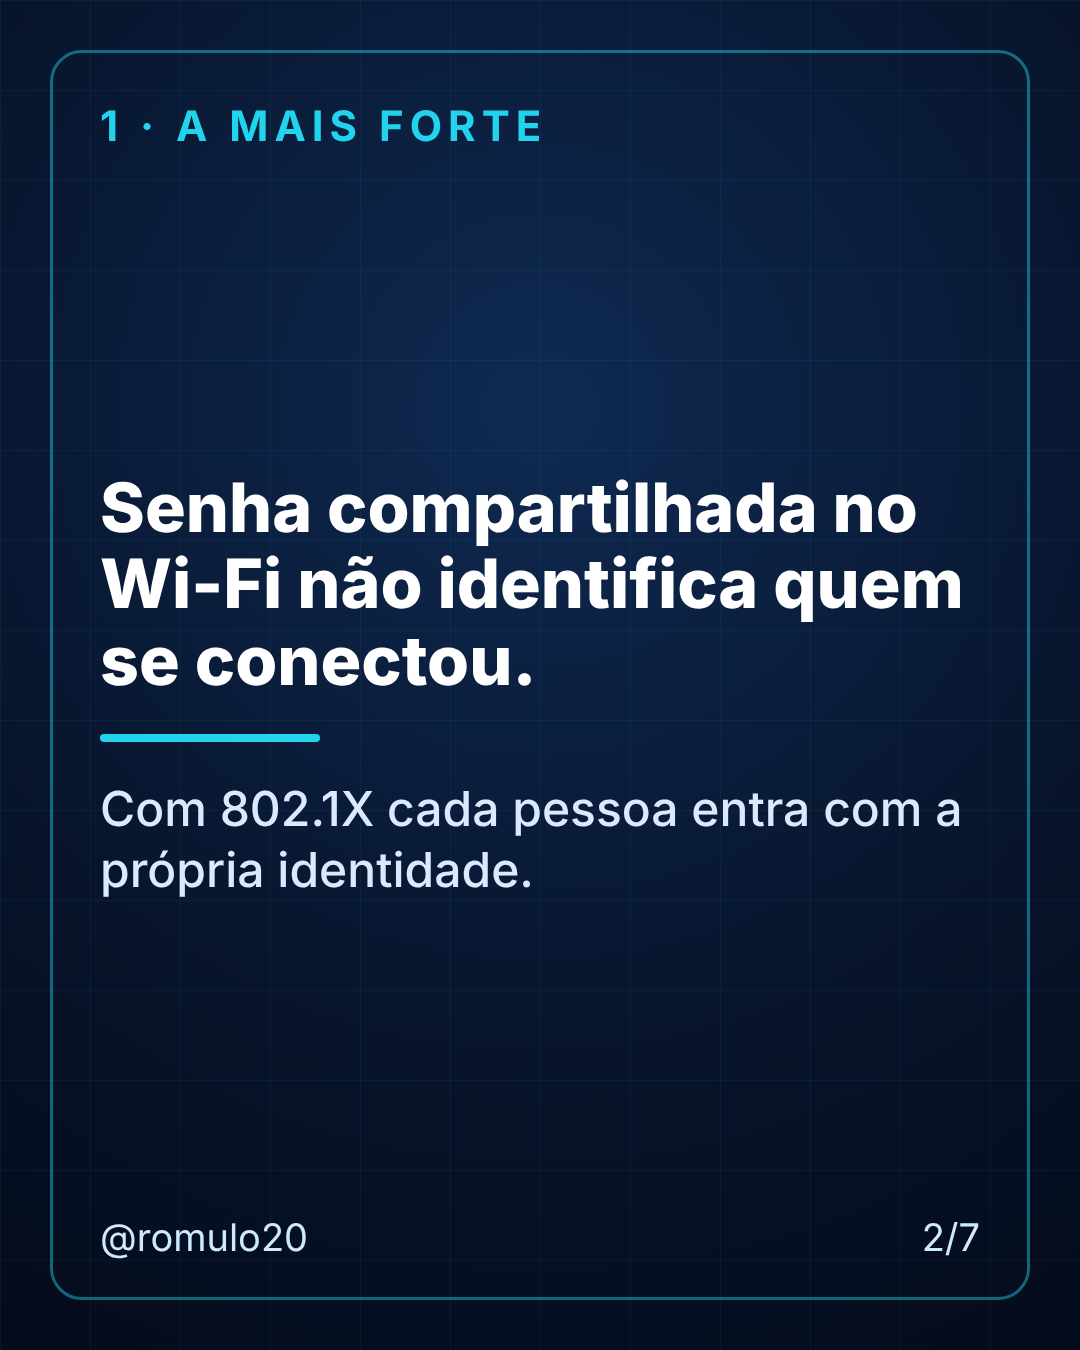 1 · A MAIS FORTE
Senha compartilhada no
Wi-Fi não identifica quem
se conectou.
Com 802.1X cada pessoa entra com a
própria identidade.
@romulo20
2/7